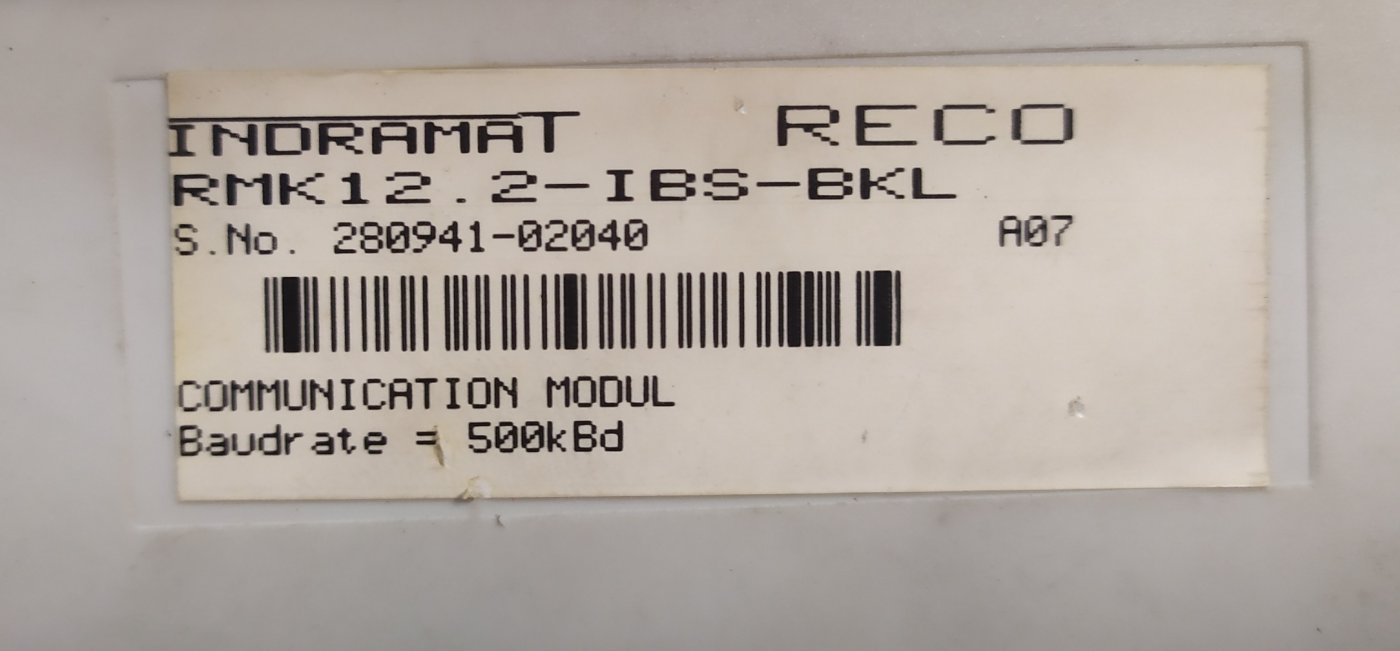 INDRAMAT RECO
RMK12.2-IBS-BKL
S.No. 280941-02040 A07
COMMUNICATION MODUL
Baudrate = 500kBd